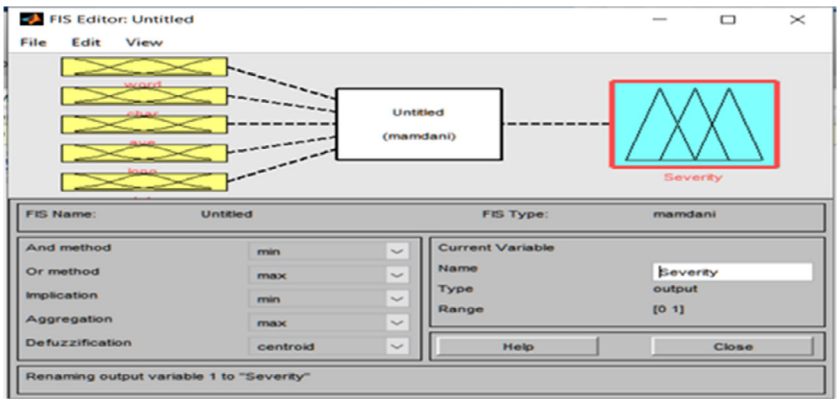 FIS Editor: Untitled
File Edit View
word
char
ave
long
Untitled
(mamdani)
Severity
FIS Name: Untitled FIS Type: mamdani
And method min
Or method max
Implication min
Aggregation max
Defuzzification centroid
Current Variable
Name Severity
Type output
Range [0 1]
Help Close
Renaming output variable 1 to "Severity"